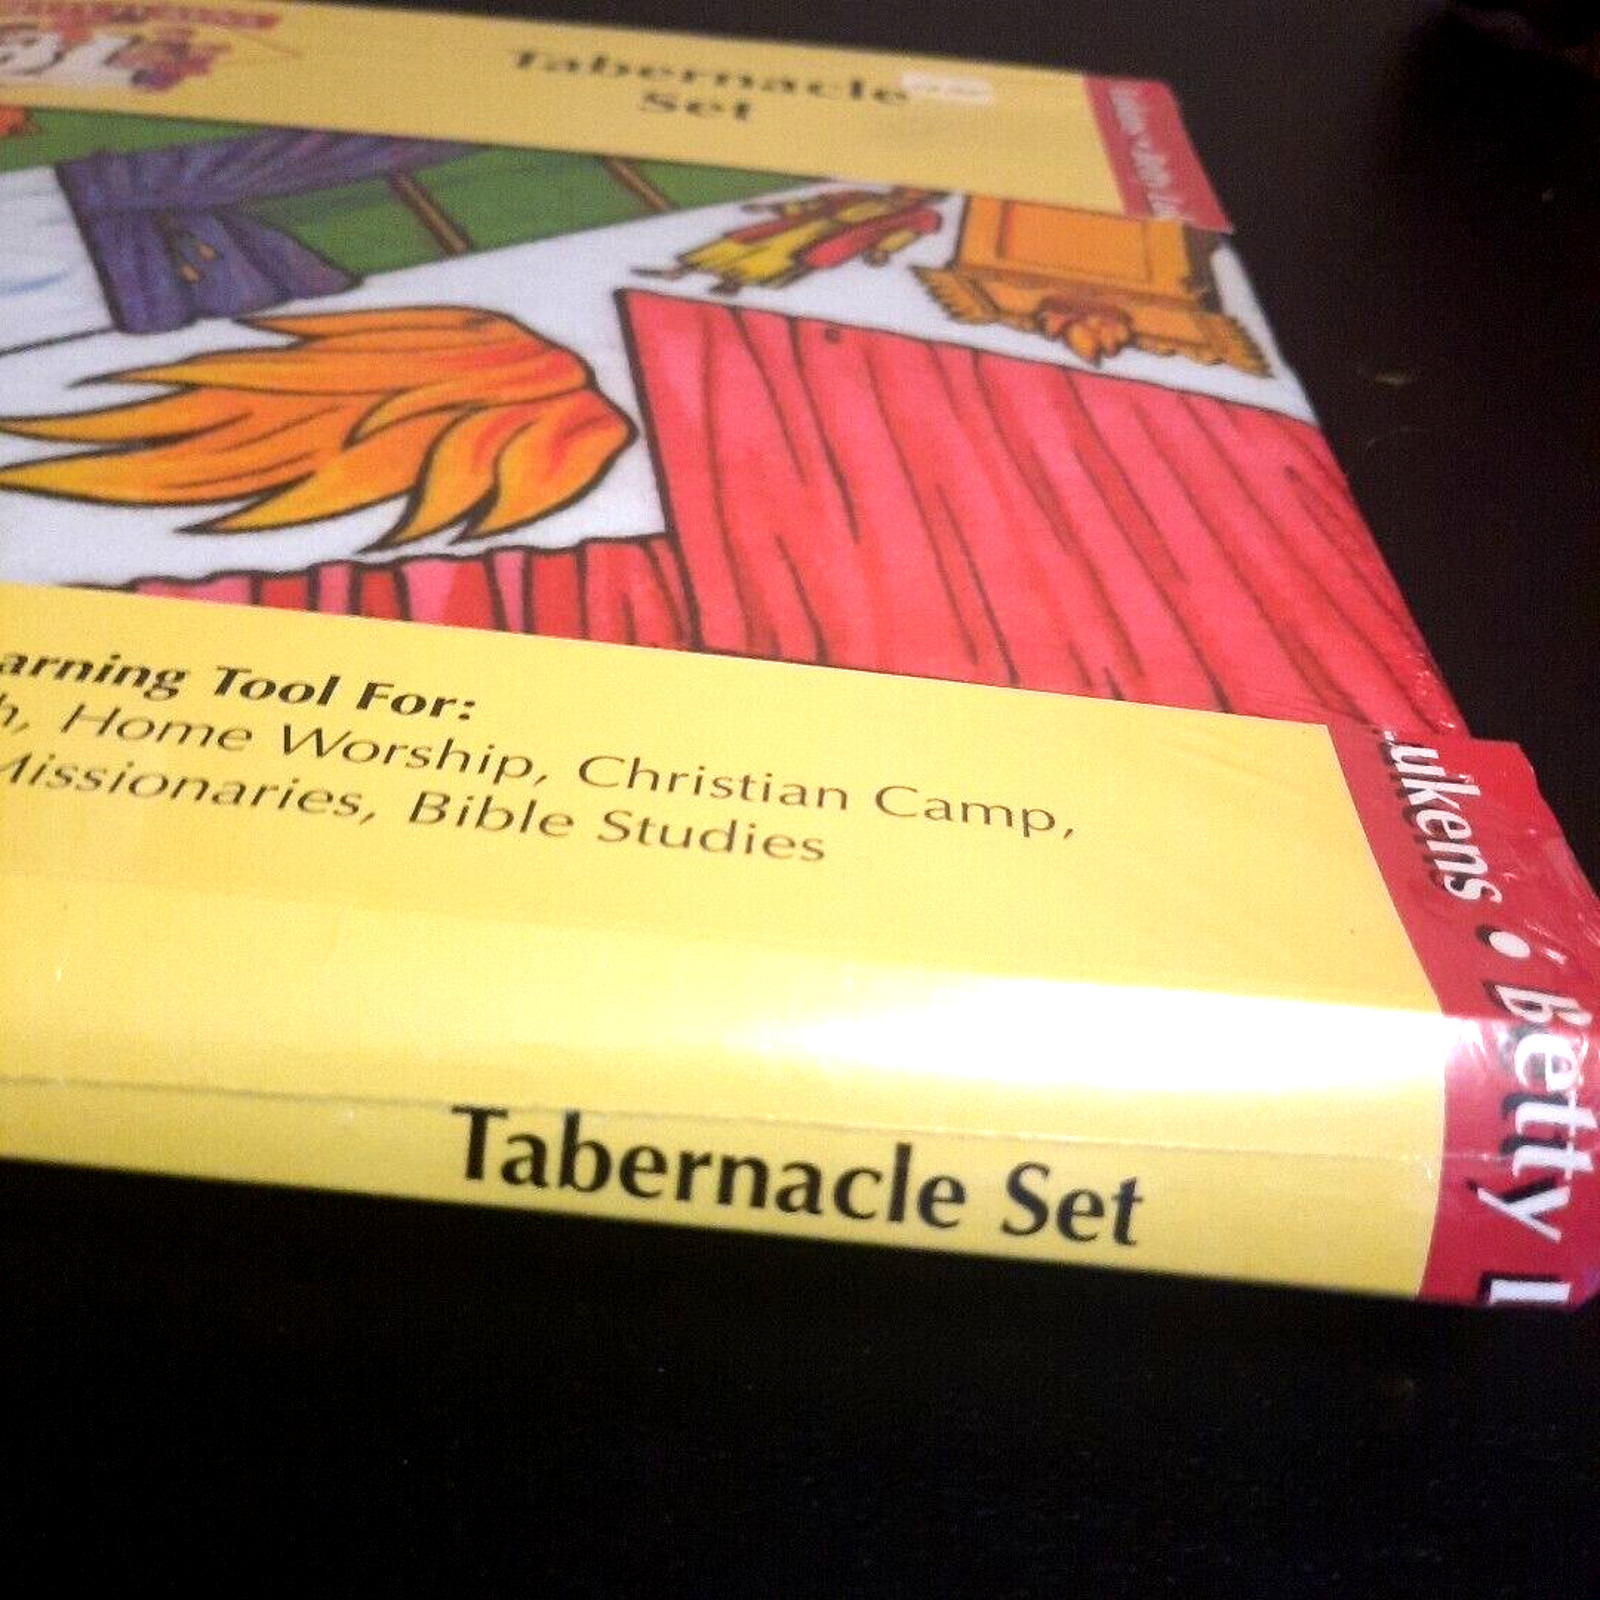 Tabernacle
Set
arning Tool For:
h, Home Worship, Christian Camp,
Missionaries, Bible Studies
ukens • Betty L
Tabernacle Set